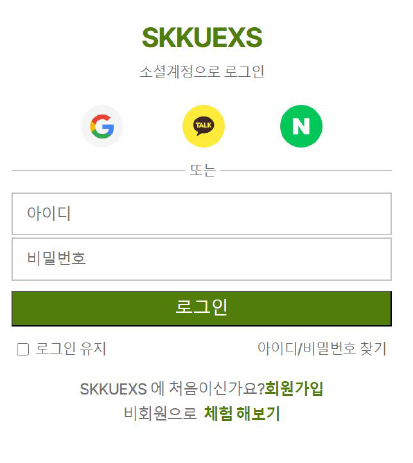 SKKUEXS
소셜계정으로 로그인
G TALK N
또는
아이디
비밀번호
로그인
로그인 유지 아이디/비밀번호 찾기
SKKUEXS 에 처음이신가요?회원가입
비회원으로 체험 해보기